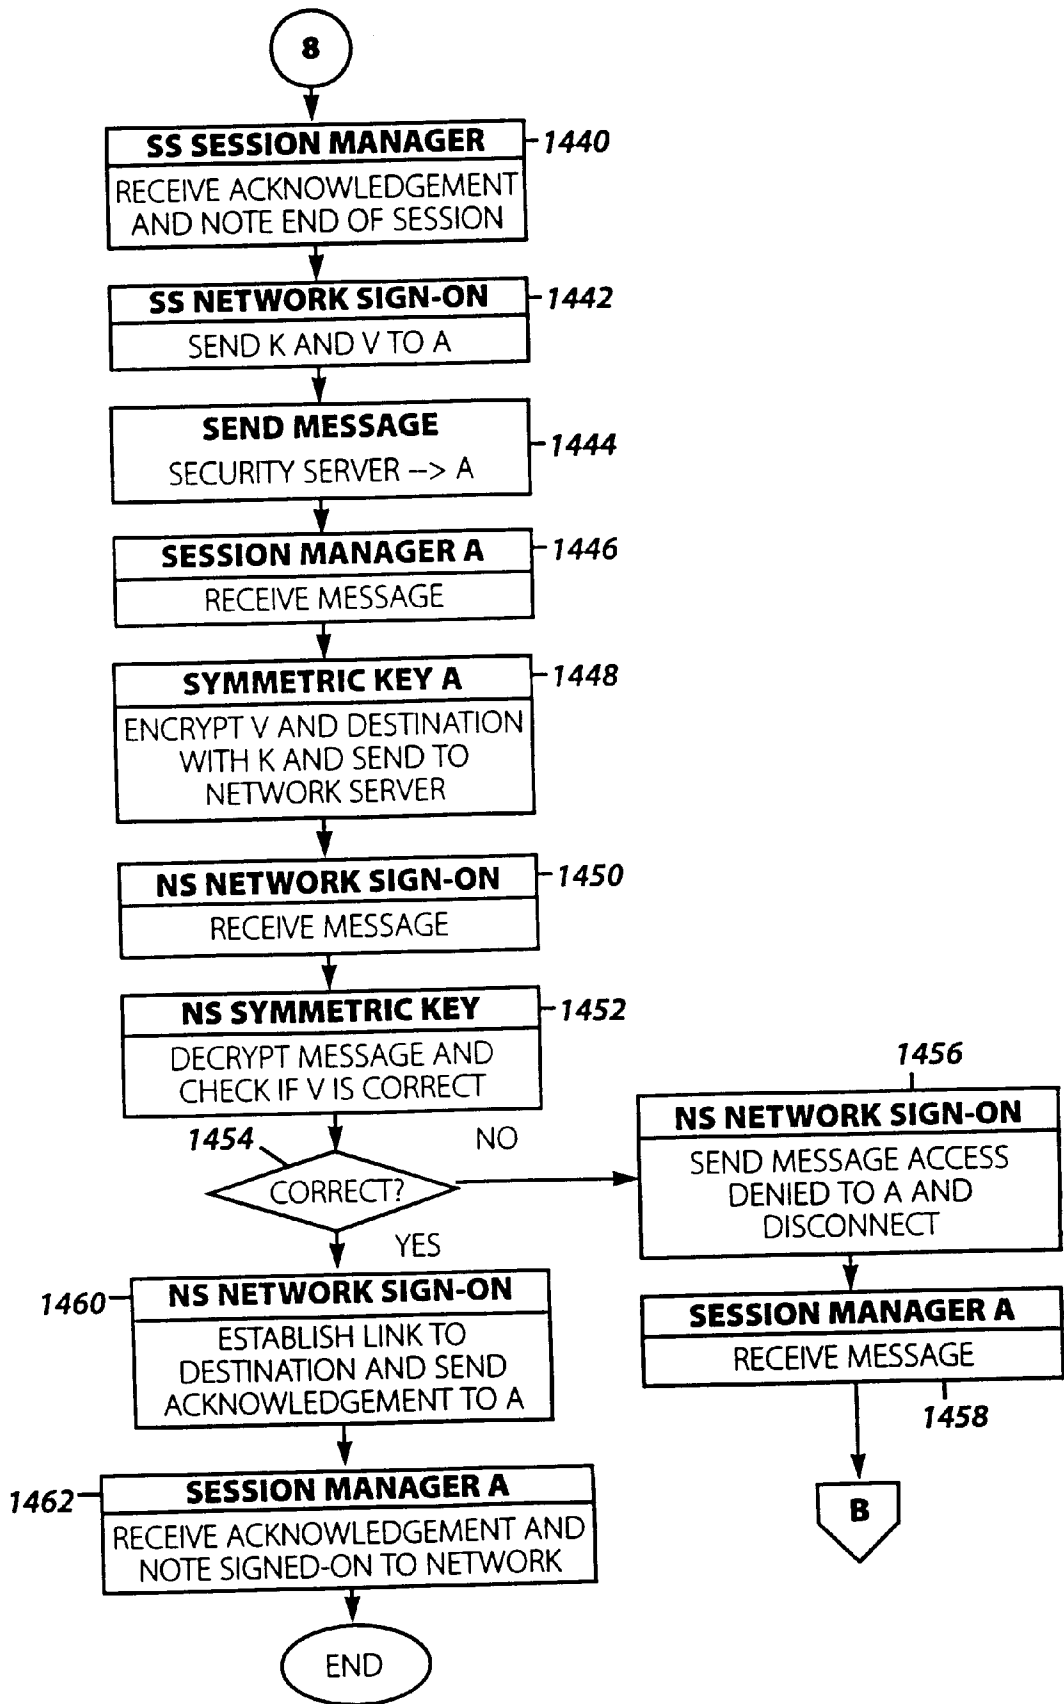 8
SS SESSION MANAGER
1440
RECEIVE ACKNOWLEDGEMENT
AND NOTE END OF SESSION
SS NETWORK SIGN-ON
1442
SEND K AND V TO A
SEND MESSAGE
1444
SECURITY SERVER --> A
SESSION MANAGER A
1446
RECEIVE MESSAGE
SYMMETRIC KEY A
1448
ENCRYPT V AND DESTINATION
WITH K AND SEND TO
NETWORK SERVER
NS NETWORK SIGN-ON
1450
RECEIVE MESSAGE
NS SYMMETRIC KEY
1452
DECRYPT MESSAGE AND
CHECK IF V IS CORRECT
1454
CORRECT?
NO
1456
NS NETWORK SIGN-ON
SEND MESSAGE ACCESS
DENIED TO A AND
DISCONNECT
SESSION MANAGER A
RECEIVE MESSAGE
1458
B
YES
1460
NS NETWORK SIGN-ON
ESTABLISH LINK TO
DESTINATION AND SEND
ACKNOWLEDGEMENT TO A
1462
SESSION MANAGER A
RECEIVE ACKNOWLEDGEMENT AND
NOTE SIGNED-ON TO NETWORK
END